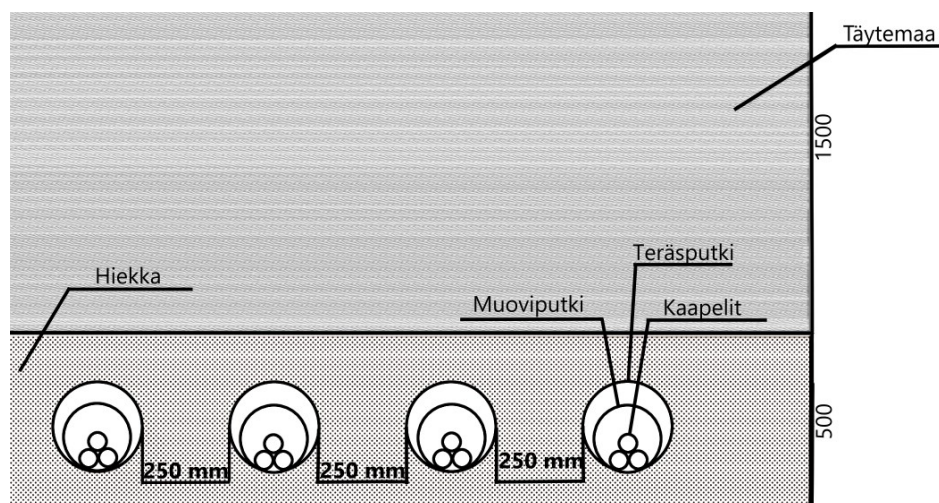 Täytemaa
1500
Teräsputki
Hiekka
Muoviputki
Kaapelit
500
250 mm
250 mm
250 mm